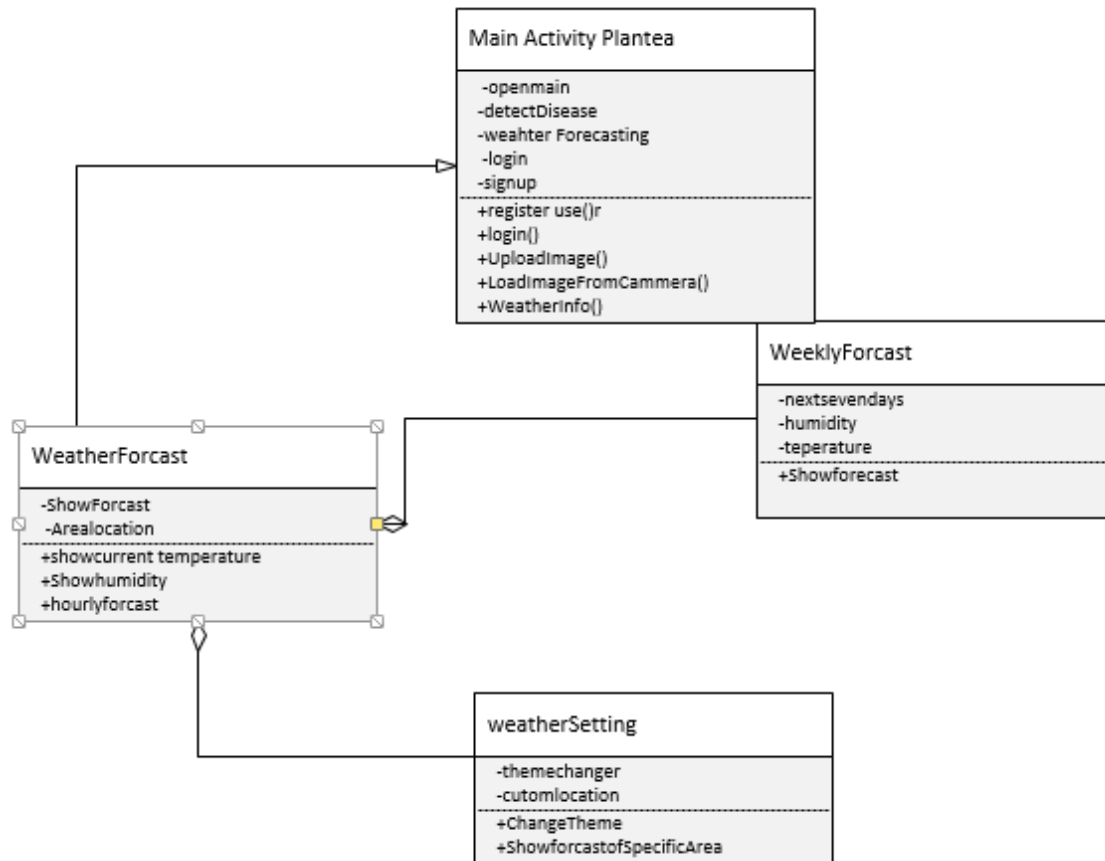 Main Activity Plantea
-openmain
-detectDisease
-weahter Forecasting
-login
-signup
+register use()r
+login()
+UploadImage()
+LoadImageFromCammera()
+WeatherInfo()
WeeklyForcast
-nextsevendays
-humidity
-teperature
+Showforecast
WeatherForcast
-ShowForcast
-Arealocation
+showcurrent temperature
+Showhumidity
+hourlyforcast
weatherSetting
-themechanger
-cutomlocation
+ChangeTheme
+ShowforcastofSpecificArea